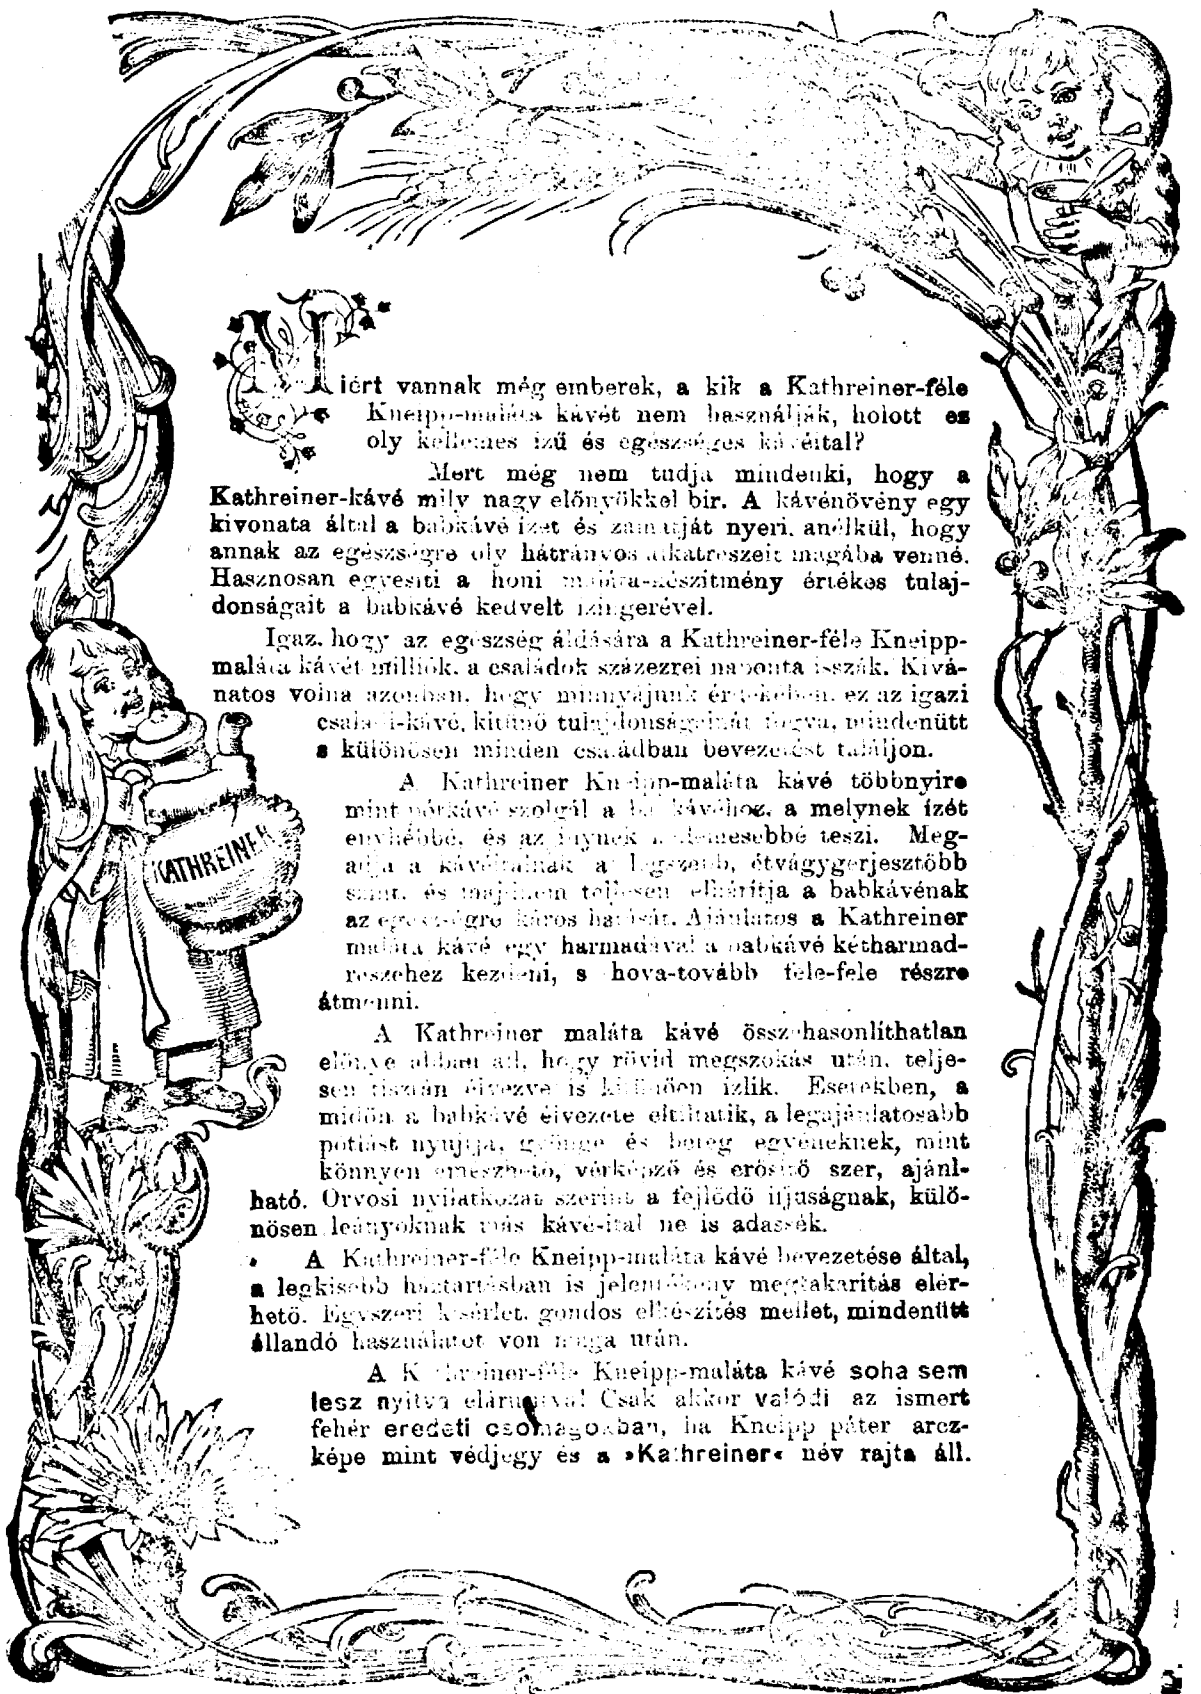 Miért vannak még emberek, a kik a Kathreiner-féle
Kneipp-maláta kávét nem használják, holott ez
oly kellemes izű és egészséges kávéital?
Mert még nem tudja mindenki, hogy a
Kathreiner-kávé mily nagy előnyökkel bir. A kávénövény egy
kivonata által a babkávé izét és zamatját nyeri, anélkül, hogy
annak az egészségre oly hátrányos alkatrészeit magába venné.
Hasznosan egyesiti a honi maláta-készitmény értékes tulaj-
donságait a babkávé kedvelt izingerével.
Igaz, hogy az egészség áldására a Kathreiner-féle Kneipp-
maláta kávét milliók, a családok százezrei naponta isszák. Kivá-
natos volna azonban, hogy minnyájunk érdekében, ez az igazi
családi-kávé, kitünő tulajdonságainál fogva, mindenütt
s különösen minden családban bevezetést találjon.
A Kathreiner Kneipp-maláta kávé többnyire
mint pótkávé szolgál a babkávéhoz, a melynek ízét
enyhébbé, és az inynek kellemesebbé teszi. Meg-
adja a kávéitalnak a legszebb, étvágygerjesztőbb
szint, és majdnem teljesen elhárítja a babkávénak
az egészségre káros hatását. Ajánlatos a Kathreiner
maláta kávé egy harmadával a babkávé kétharmad-
részéhez kezdeni, s hova-tovább fele-fele részre
átmenni.
A Kathreiner maláta kávé összehasonlíthatlan
előnye abban áll, hogy rövid megszokás után, telje-
sen tisztán élvezve is kitünően izlik. Esetekben, a
midőn a babkávé élvezete eltiltatik, a legajánlatosabb
potlást nyujtja, gyönge és beteg egyéneknek, mint
könnyen emészthető, vérképző és erősitő szer, ajánl-
ható. Orvosi nyilatkozat szerint a fejlődő ifjuságnak, külö-
nösen leányoknak más kávé-ital ne is adassék.
A Kathreiner-féle Kneipp-maláta kávé bevezetése által,
a legkisebb háztartásban is jelentékeny megtakaritás elér-
hető. Egyszeri kisérlet, gondos elkészítés mellet, mindenütt
állandó használatot von maga után.
A Kathreiner-féle Kneipp-maláta kávé soha sem
lesz nyitva elárusitva! Csak akkor valódi az ismert
fehér eredeti csomagokban, ha Kneipp páter arcz-
képe mint védjegy és a »Kathreiner« név rajta áll.
KATHREINER